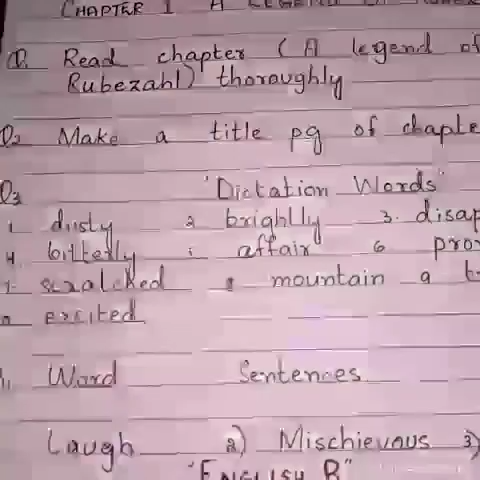 CHAPTER 1 A LEGEND OF
Q1. Read chapter (A legend of
Rubezahl) thoroughly
Q2 Make a title pg of chapte
Q3 "Dictation Words"
1. dusty 2 brightly 3. disap
4. bitterly 5 affair 6 pro
7. scratched 8 mountain 9 b
10 excited
Word Sentences
Laugh 2) Mischievous 3)
"ENGLISH B"